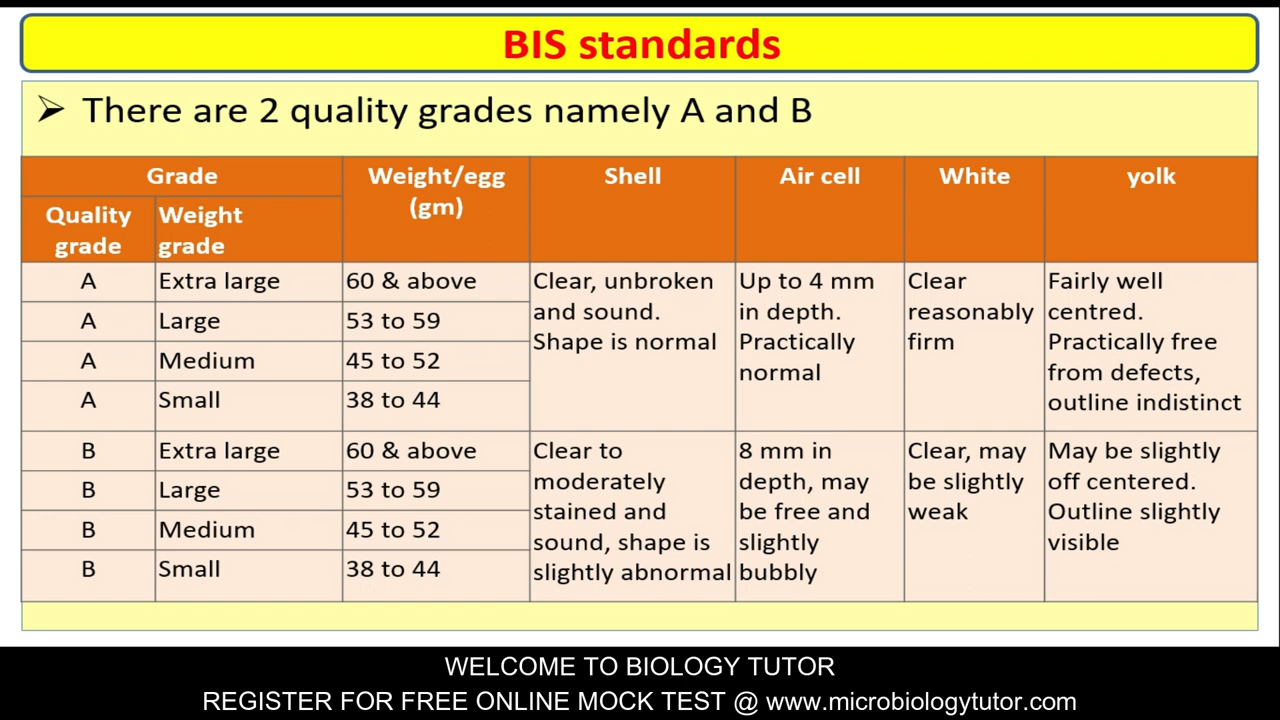 BIS standards
➢ There are 2 quality grades namely A and B
Grade
Weight/egg
(gm)
Shell
Air cell
White
yolk
Quality
grade
Weight
grade
A
Extra large
60 & above
A
Large
53 to 59
A
Medium
45 to 52
A
Small
38 to 44
Clear, unbroken
and sound.
Shape is normal
Up to 4 mm
in depth.
Practically
normal
Clear
reasonably
firm
Fairly well
centred.
Practically free
from defects,
outline indistinct
B
Extra large
60 & above
B
Large
53 to 59
B
Medium
45 to 52
B
Small
38 to 44
Clear to
moderately
stained and
sound, shape is
slightly abnormal
8 mm in
depth, may
be free and
slightly
bubbly
Clear, may
be slightly
weak
May be slightly
off centered.
Outline slightly
visible
WELCOME TO BIOLOGY TUTOR
REGISTER FOR FREE ONLINE MOCK TEST @ www.microbiologytutor.com